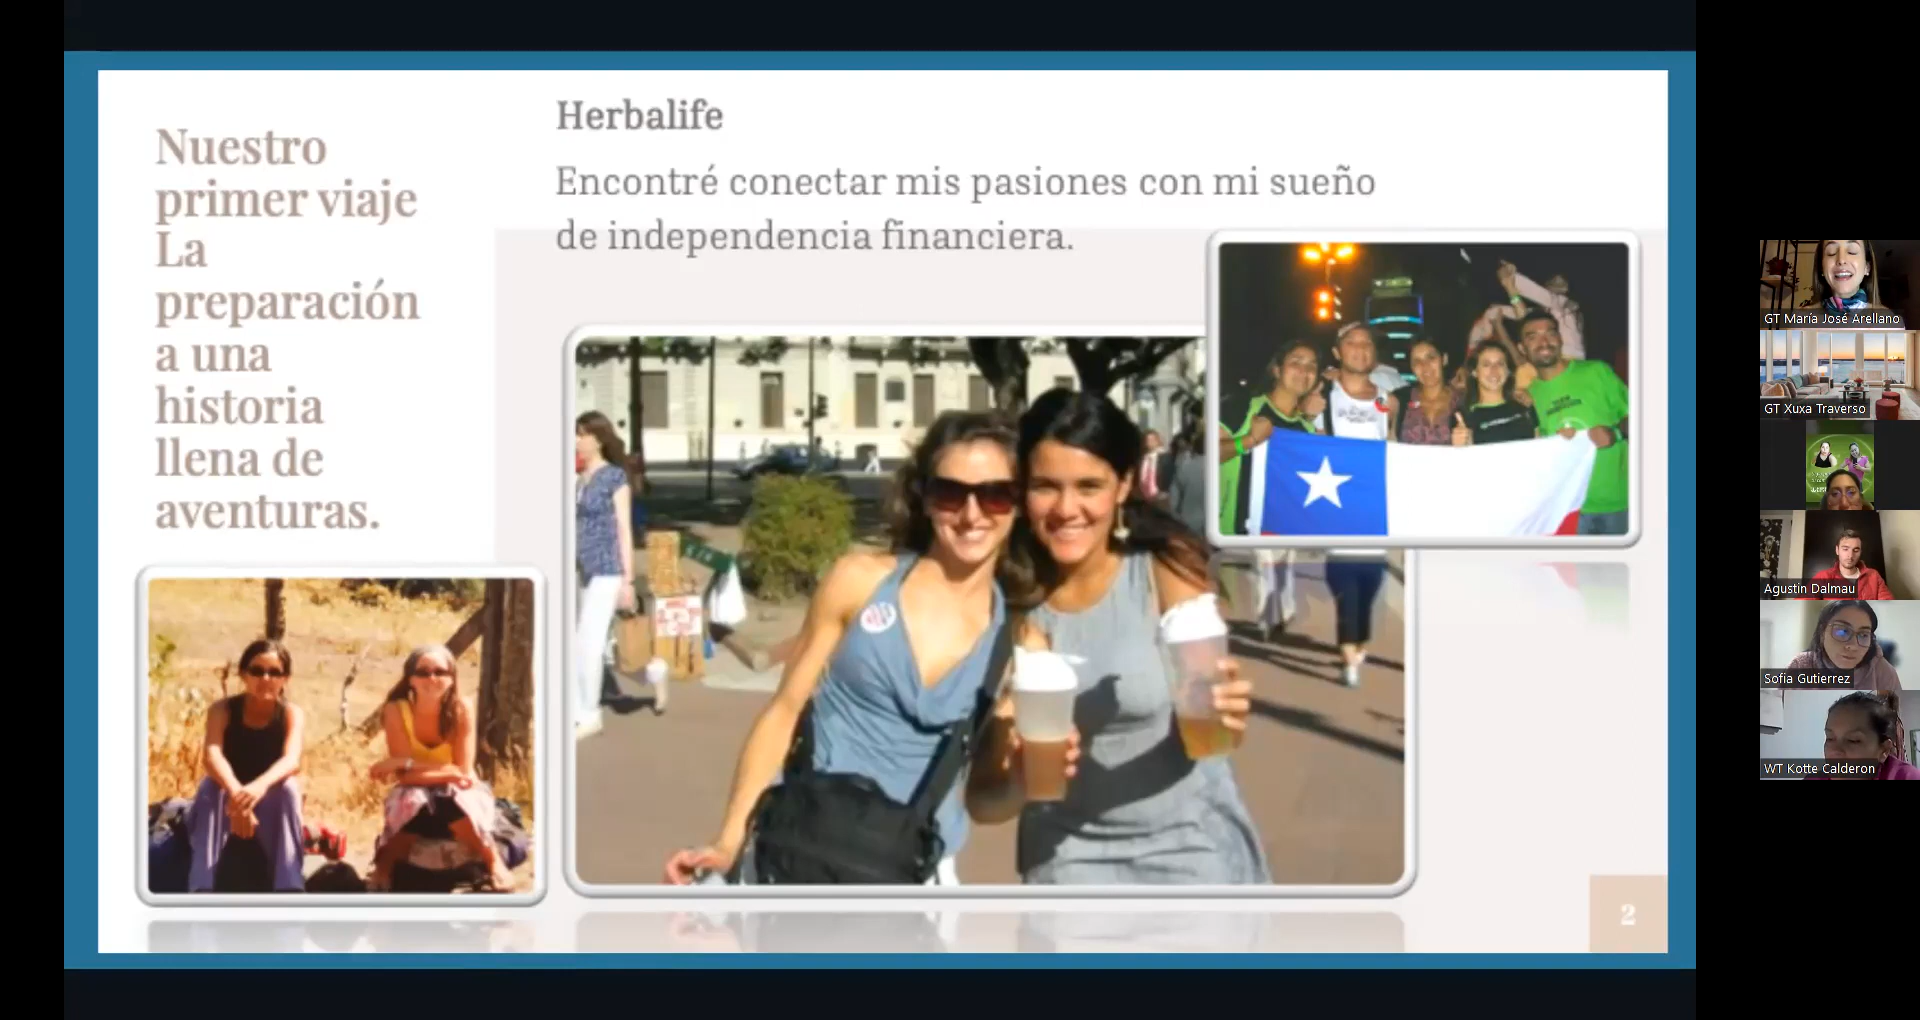 Nuestro
primer viaje
La
preparación
a una
historia
llena de
aventuras.
Herbalife
Encontré conectar mis pasiones con mi sueño
de independencia financiera.
2
GT María José Arellano
GT Xuxa Traverso
Agustin Dalmau
Sofia Gutierrez
WT Kotte Calderon